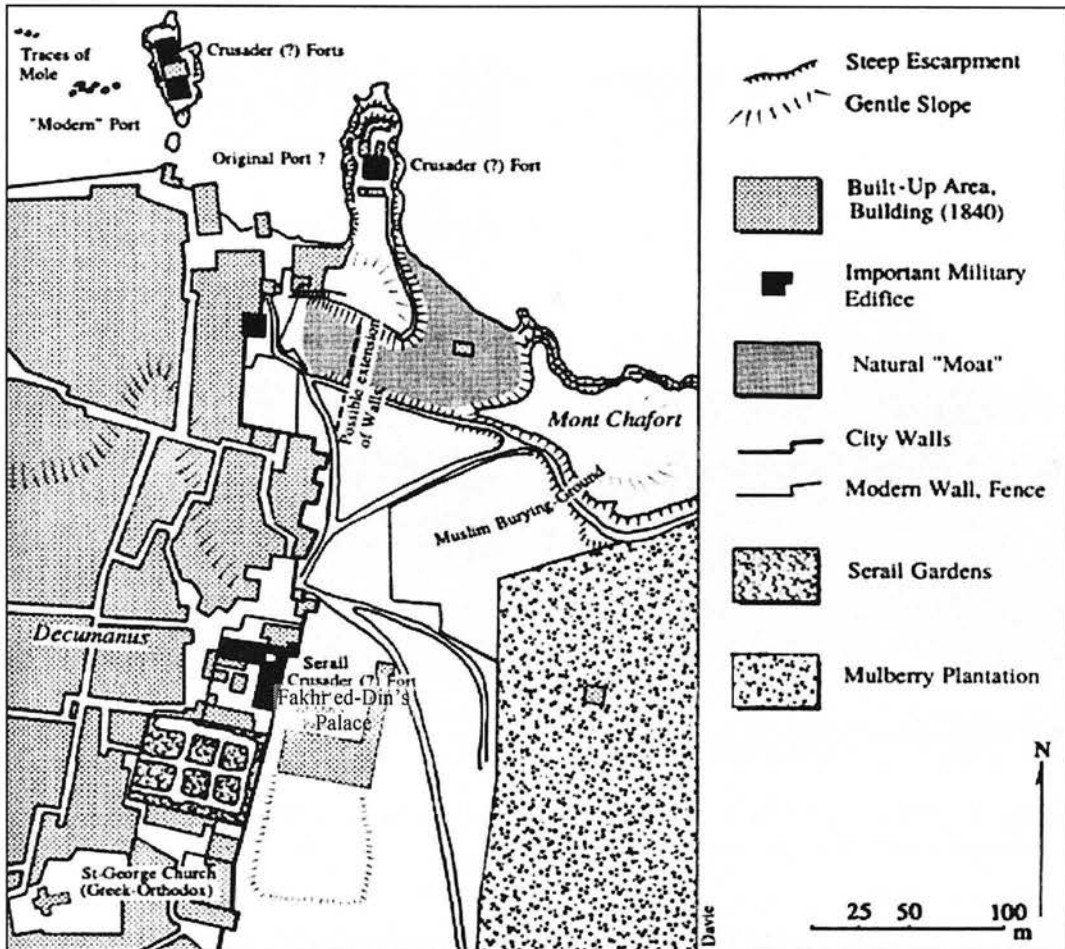 Traces of
Mole
Crusader (?) Forts
"Modern" Port
Original Port ?
Crusader (?) Fort
Possible extension
of Walls
Mont Chafort
Muslim Burying Ground
Decumanus
Serail
Crusader (?) Fort
Fakhr ed-Din's
Palace
St-George Church
(Greek-Orthodox)
Davie
Steep Escarpment
Gentle Slope
Built-Up Area,
Building (1840)
Important Military
Edifice
Natural "Moat"
City Walls
Modern Wall, Fence
Serail Gardens
Mulberry Plantation
N
25 50 100
m